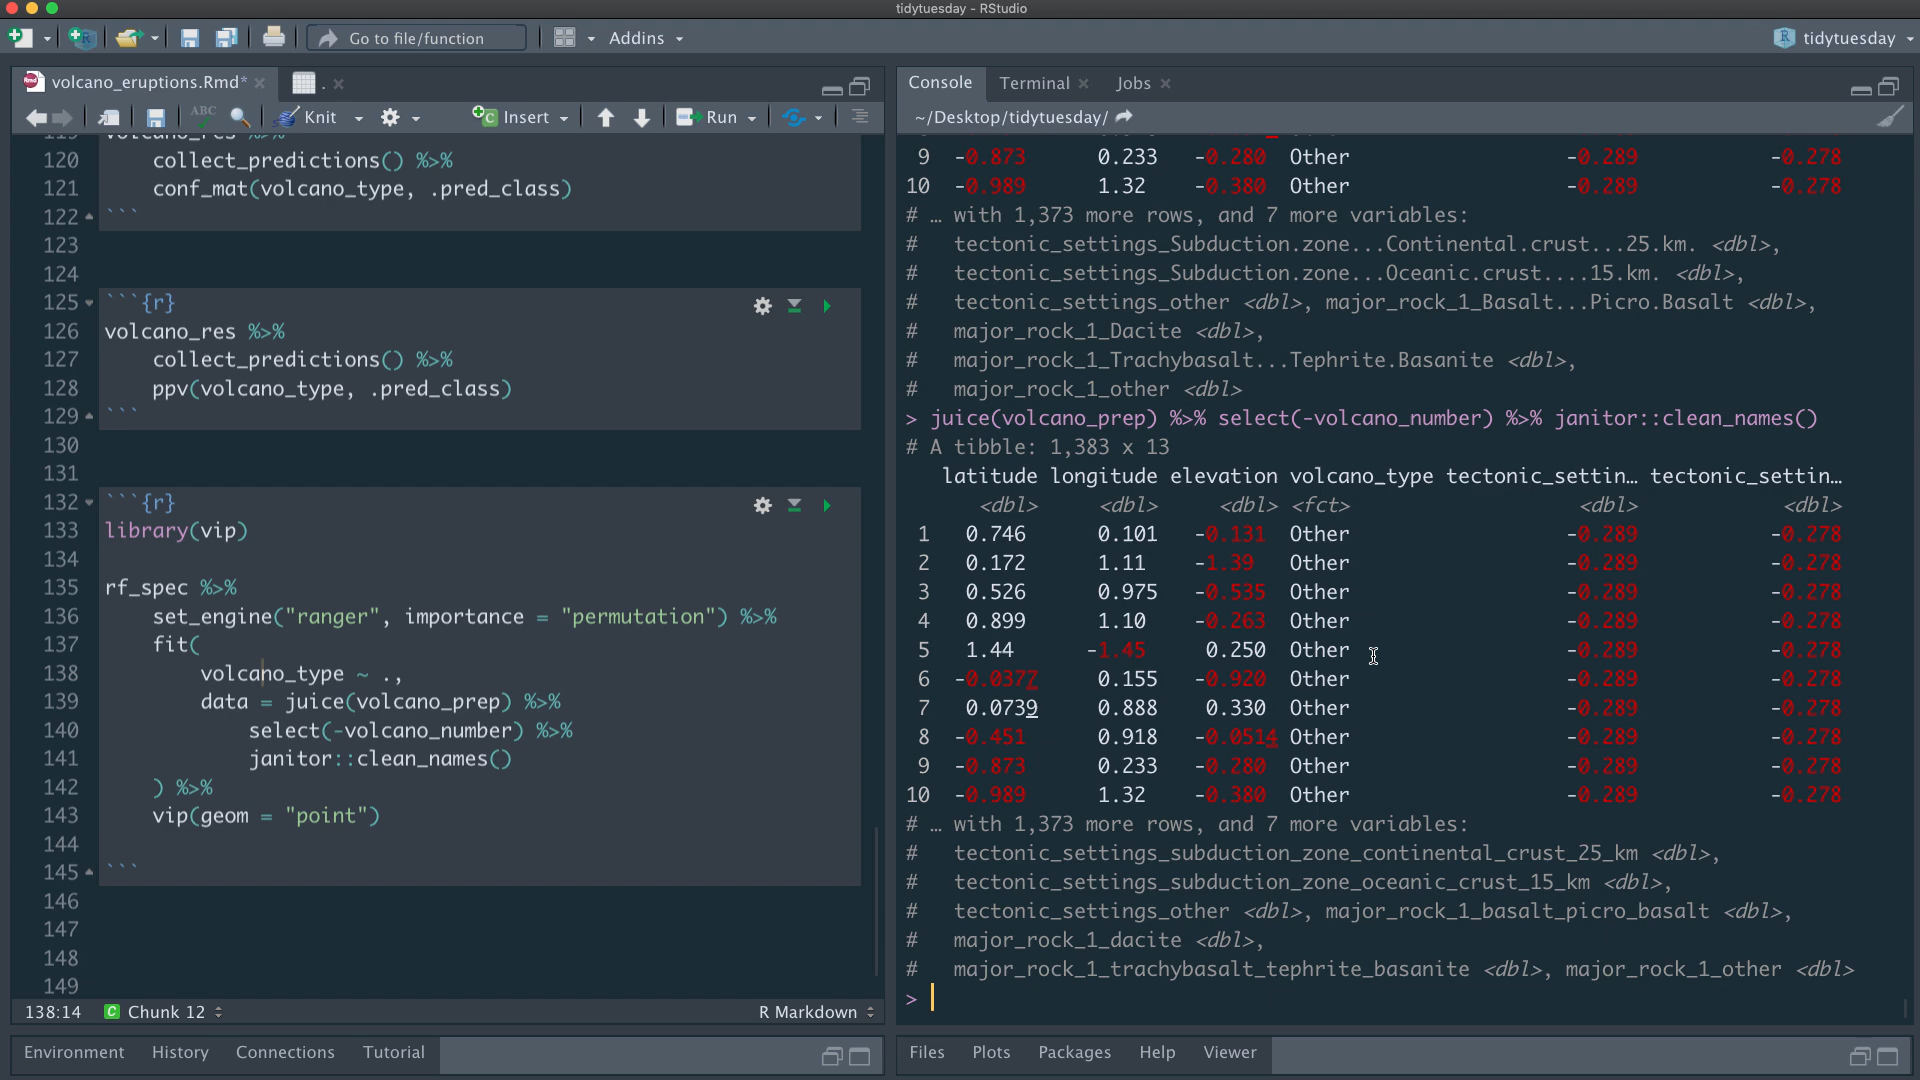 tidytuesday - RStudio
Go to file/function
Addins
tidytuesday
volcano_eruptions.Rmd*
.
ABC
Knit
Insert
Run
volcano_res %>%
120 collect_predictions() %>%
121 conf_mat(volcano_type, .pred_class)
122 ```
123
124
125 ```{r}
126 volcano_res %>%
127 collect_predictions() %>%
128 ppv(volcano_type, .pred_class)
129 ```
130
131
132 ```{r}
133 library(vip)
134
135 rf_spec %>%
136 set_engine("ranger", importance = "permutation") %>%
137 fit(
138 volcano_type ~ .,
139 data = juice(volcano_prep) %>%
140 select(-volcano_number) %>%
141 janitor::clean_names()
142 ) %>%
143 vip(geom = "point")
144
145 ```
146
147
148
149
138:14 Chunk 12 R Markdown
Environment History Connections Tutorial
Console Terminal Jobs
~/Desktop/tidytuesday/
9 -0.873 0.233 -0.280 Other -0.289 -0.278
10 -0.989 1.32 -0.380 Other -0.289 -0.278
# … with 1,373 more rows, and 7 more variables:
# tectonic_settings_Subduction.zone...Continental.crust...25.km. <dbl>,
# tectonic_settings_Subduction.zone...Oceanic.crust....15.km. <dbl>,
# tectonic_settings_other <dbl>, major_rock_1_Basalt...Picro.Basalt <dbl>,
# major_rock_1_Dacite <dbl>,
# major_rock_1_Trachybasalt...Tephrite.Basanite <dbl>,
# major_rock_1_other <dbl>
> juice(volcano_prep) %>% select(-volcano_number) %>% janitor::clean_names()
# A tibble: 1,383 x 13
latitude longitude elevation volcano_type tectonic_settin… tectonic_settin…
<dbl> <dbl> <dbl> <fct> <dbl> <dbl>
1 0.746 0.101 -0.131 Other -0.289 -0.278
2 0.172 1.11 -1.39 Other -0.289 -0.278
3 0.526 0.975 -0.535 Other -0.289 -0.278
4 0.899 1.10 -0.263 Other -0.289 -0.278
5 1.44 -1.45 0.250 Other -0.289 -0.278
6 -0.0377 0.155 -0.920 Other -0.289 -0.278
7 0.0739 0.888 0.330 Other -0.289 -0.278
8 -0.451 0.918 -0.0514 Other -0.289 -0.278
9 -0.873 0.233 -0.280 Other -0.289 -0.278
10 -0.989 1.32 -0.380 Other -0.289 -0.278
# … with 1,373 more rows, and 7 more variables:
# tectonic_settings_subduction_zone_continental_crust_25_km <dbl>,
# tectonic_settings_subduction_zone_oceanic_crust_15_km <dbl>,
# tectonic_settings_other <dbl>, major_rock_1_basalt_picro_basalt <dbl>,
# major_rock_1_dacite <dbl>,
# major_rock_1_trachybasalt_tephrite_basanite <dbl>, major_rock_1_other <dbl>
>
Files Plots Packages Help Viewer